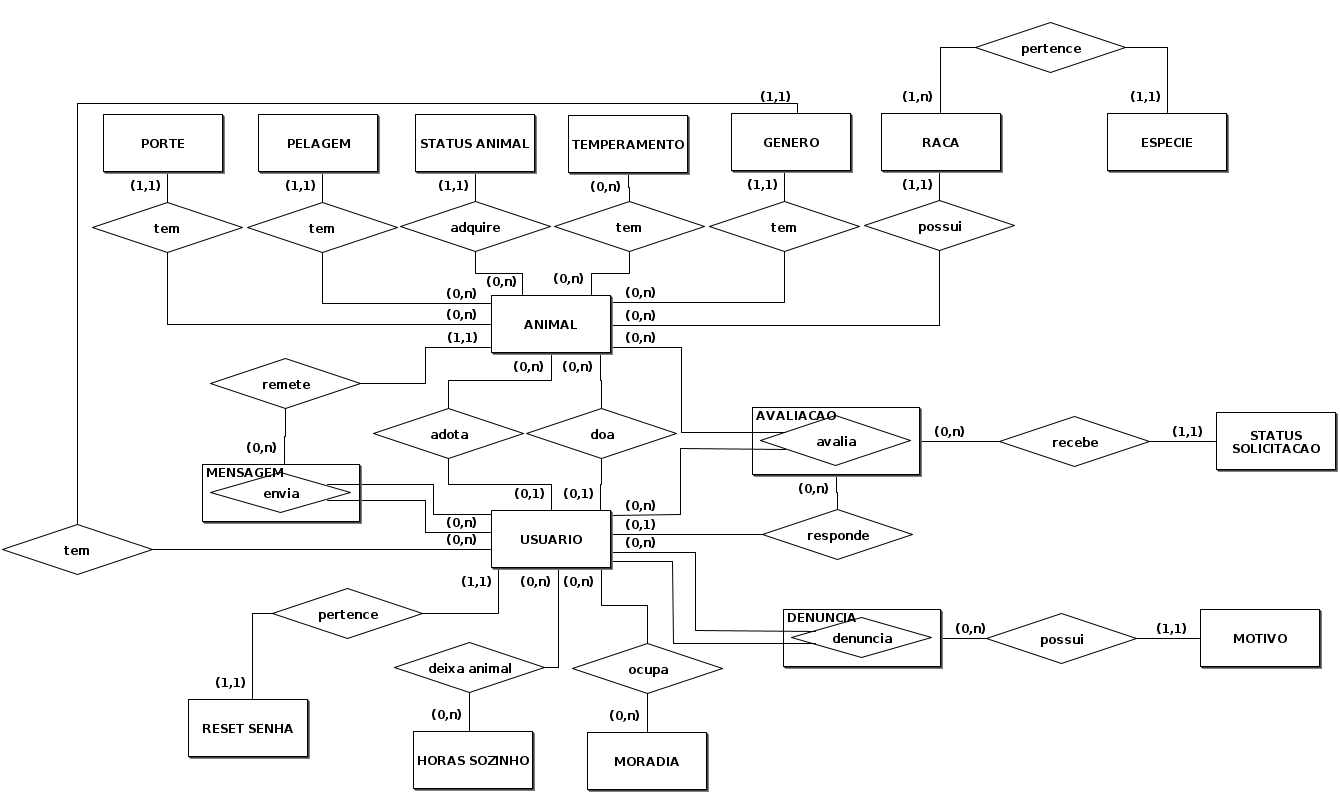 pertence
(1,1)
(1,n)
(1,1)
PORTE
PELAGEM
STATUS ANIMAL
TEMPERAMENTO
GENERO
RACA
ESPECIE
(1,1)
(1,1)
(1,1)
(0,n)
(1,1)
(1,1)
tem
tem
adquire
tem
tem
possui
(0,n)
(0,n)
(0,n)
(0,n)
(0,n)
(0,n)
ANIMAL
(1,1)
(0,n)
(0,n)
(0,n)
remete
adota
doa
AVALIACAO
avalia
(0,n)
recebe
(1,1)
STATUS
SOLICITACAO
(0,n)
MENSAGEM
envia
(0,1)
(0,1)
(0,n)
(0,n)
(0,n)
(0,n)
(0,1)
(0,n)
USUARIO
responde
tem
(1,1)
(0,n)
(0,n)
pertence
DENUNCIA
denuncia
(0,n)
possui
(1,1)
MOTIVO
deixa animal
ocupa
(1,1)
(0,n)
(0,n)
RESET SENHA
HORAS SOZINHO
MORADIA